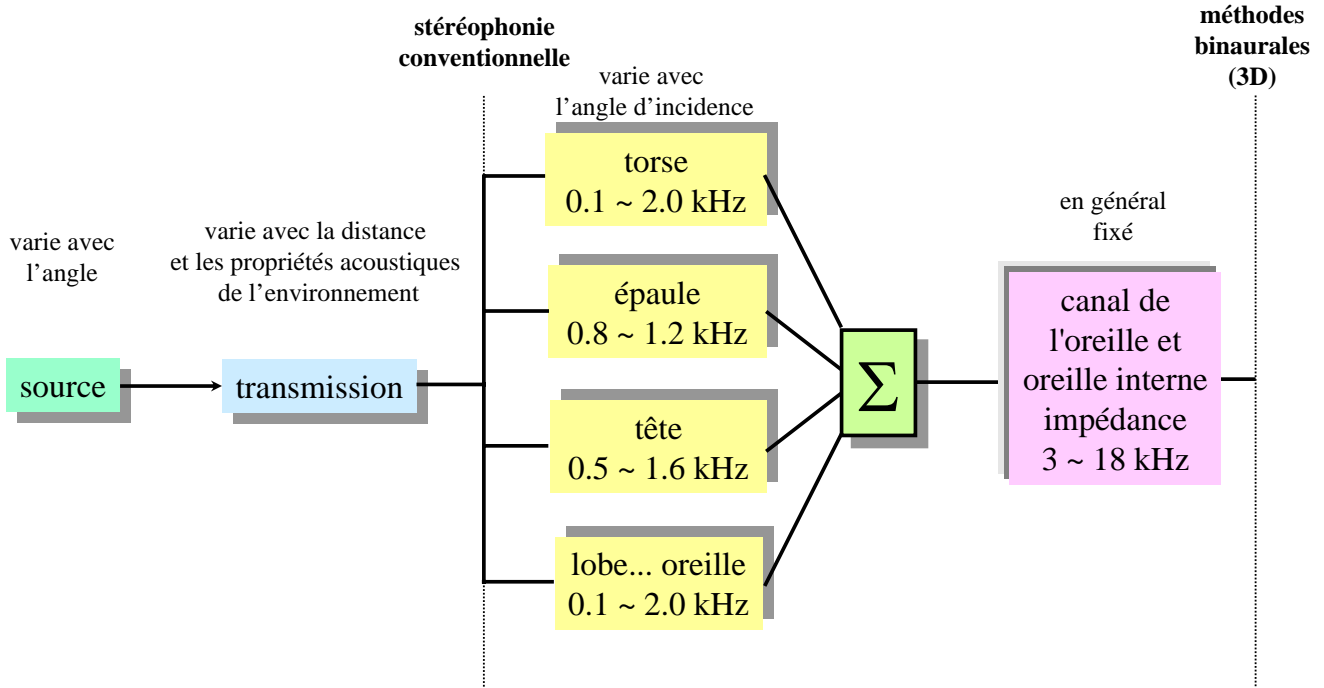 stéréophonie
conventionnelle
méthodes
binaurales
(3D)
varie avec
l’angle d’incidence
varie avec
l’angle
varie avec la distance
et les propriétés acoustiques
de l’environnement
en général
fixé
source
transmission
torse
0.1 ~ 2.0 kHz
épaule
0.8 ~ 1.2 kHz
tête
0.5 ~ 1.6 kHz
lobe... oreille
0.1 ~ 2.0 kHz
Σ
canal de
l'oreille et
oreille interne
impédance
3 ~ 18 kHz